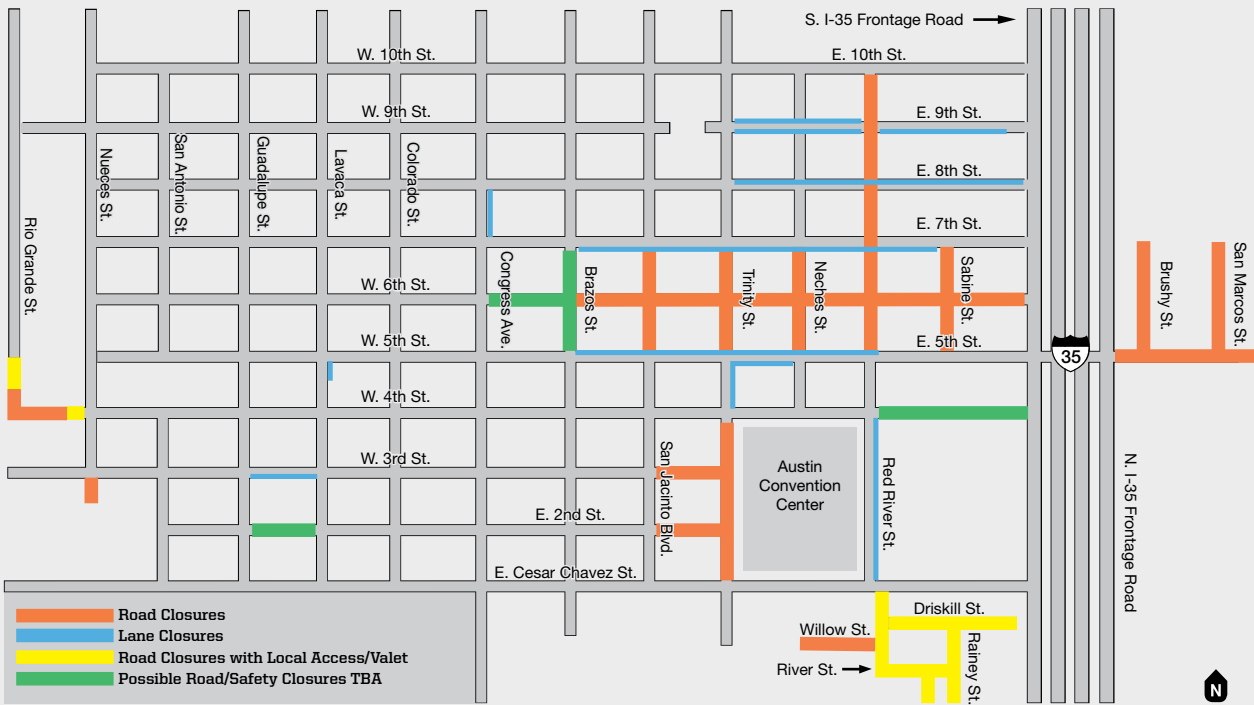 S. I-35 Frontage Road
W. 10th St.
E. 10th St.
W. 9th St.
E. 9th St.
Nueces St.
San Antonio St.
Guadalupe St.
Lavaca St.
Colorado St.
E. 8th St.
E. 7th St.
Rio Grande St.
Congress Ave.
Brazos St.
Trinity St.
Neches St.
Sabine St.
Brushy St.
San Marcos St.
W. 6th St.
W. 5th St.
E. 5th St.
35
W. 4th St.
W. 3rd St.
San Jacinto Blvd.
Austin
Convention
Center
Red River St.
N. I-35 Frontage Road
E. 2nd St.
E. Cesar Chavez St.
Road Closures
Lane Closures
Road Closures with Local Access/Valet
Possible Road/Safety Closures TBA
Driskill St.
Willow St.
River St.
Rainey St.
N